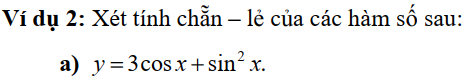 Ví dụ 2: Xét tính chẵn – lẻ của các hàm số sau:
a) y = 3cos x + sin² x.